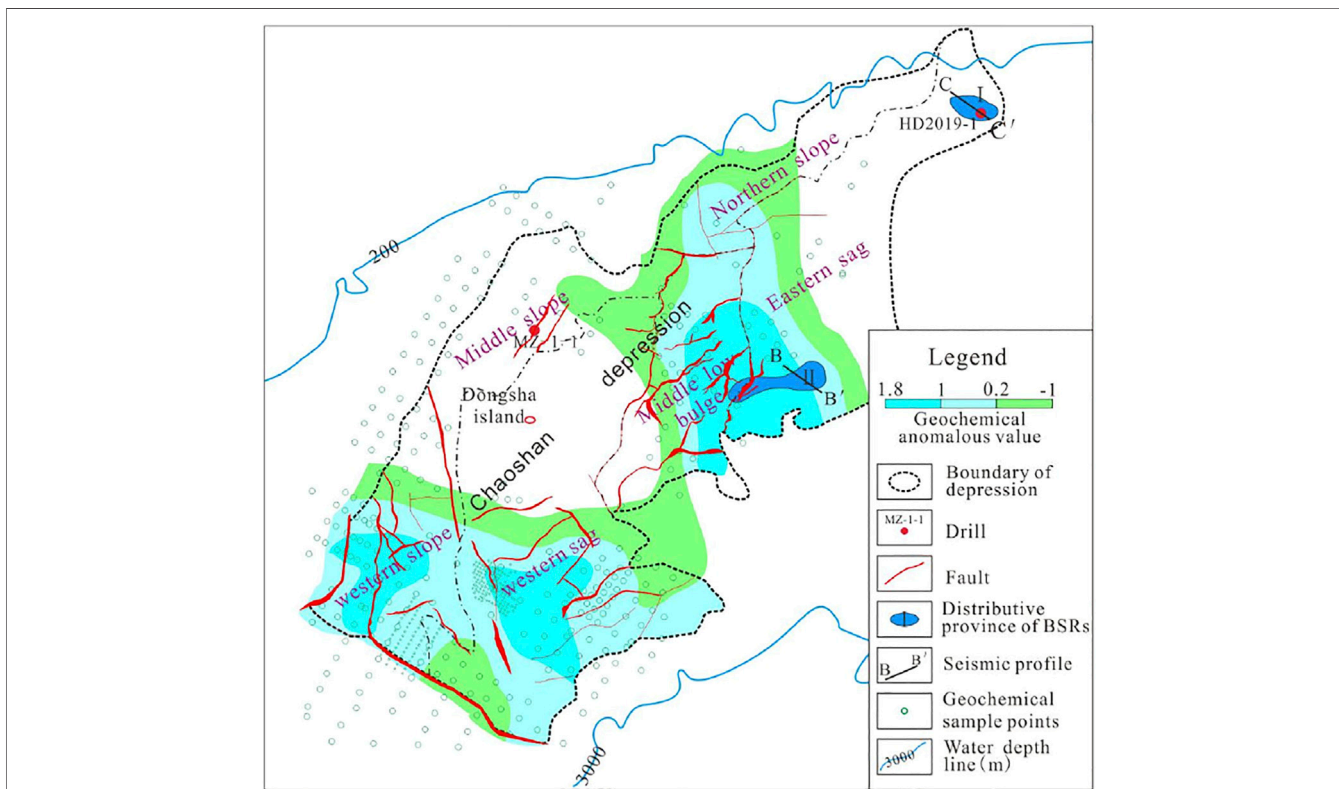 C
I
HD2019-1
C'
Northern slope
200
Eastern sag
Middle slope
MZ-1-1
depression
B
II
B'
Middle low
bulge
Dongsha
island
Chaoshan
western slope
western sag
3000
Legend
1.8 1 0.2 -1
Geochemical
anomalous value
Boundary of
depression
MZ-1-1
Drill
Fault
Distributive
province of BSRs
B B'
Seismic profile
Geochemical
sample points
3000
Water depth
line(m)